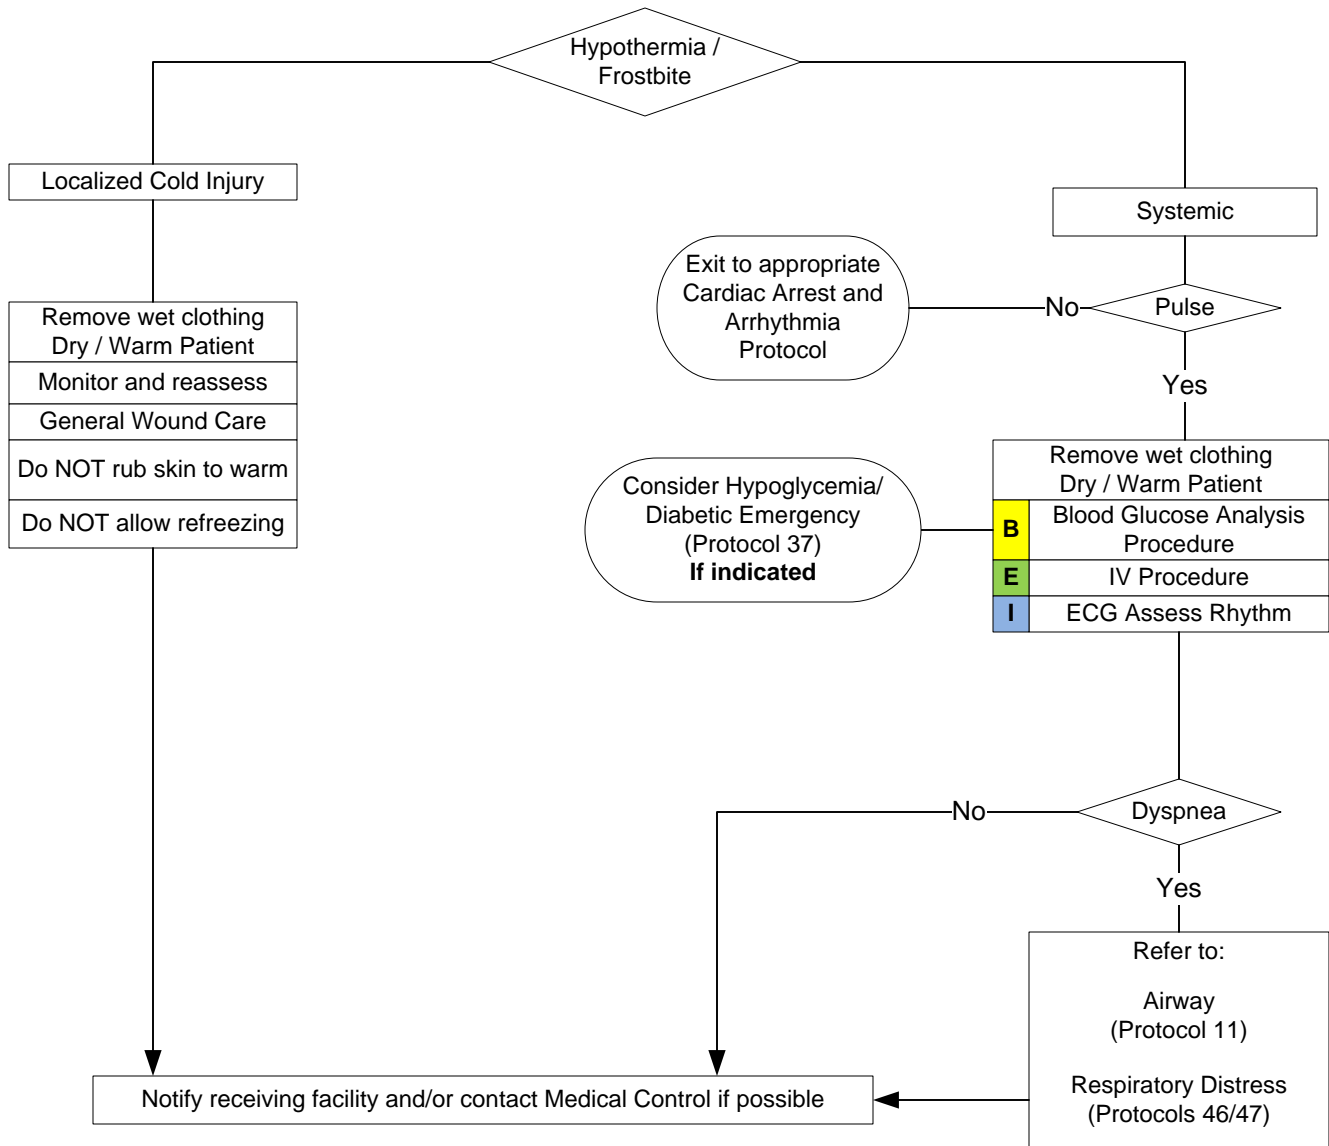 Hypothermia /
Frostbite
Localized Cold Injury
Remove wet clothing
Dry / Warm Patient
Monitor and reassess
General Wound Care
Do NOT rub skin to warm
Do NOT allow refreezing
Systemic
Pulse
No
Exit to appropriate
Cardiac Arrest and
Arrhythmia
Protocol
Yes
Remove wet clothing
Dry / Warm Patient
B Blood Glucose Analysis
Procedure
E IV Procedure
I ECG Assess Rhythm
Consider Hypoglycemia/
Diabetic Emergency
(Protocol 37)
If indicated
Dyspnea
No
Yes
Refer to:
Airway
(Protocol 11)
Respiratory Distress
(Protocols 46/47)
Notify receiving facility and/or contact Medical Control if possible